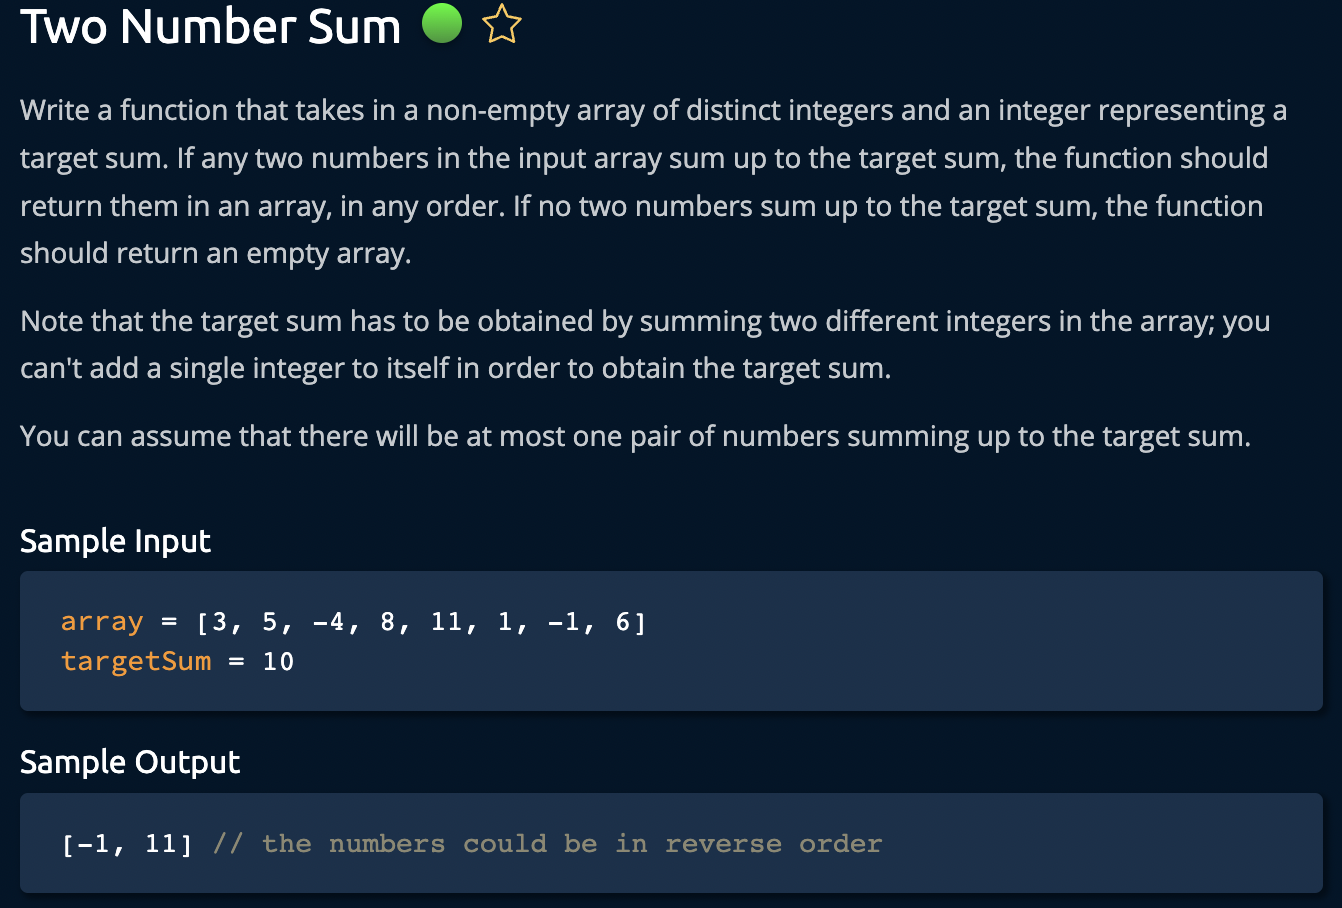 Two Number Sum
Write a function that takes in a non-empty array of distinct integers and an integer representing a
target sum. If any two numbers in the input array sum up to the target sum, the function should
return them in an array, in any order. If no two numbers sum up to the target sum, the function
should return an empty array.
Note that the target sum has to be obtained by summing two different integers in the array; you
can't add a single integer to itself in order to obtain the target sum.
You can assume that there will be at most one pair of numbers summing up to the target sum.
Sample Input
array = [3, 5, -4, 8, 11, 1, -1, 6]
targetSum = 10
Sample Output
[-1, 11] // the numbers could be in reverse order